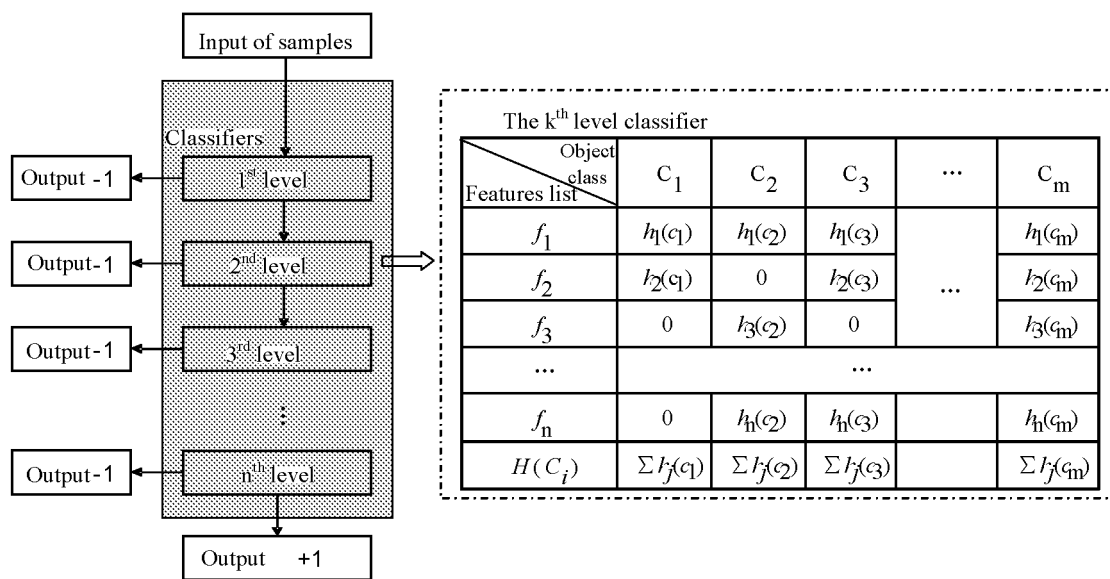 Input of samples
Classifiers
Output -1
1st level
Output-1
2nd level
Output-1
3rd level
⋮
Output-1
nth level
Output +1
The kth level classifier
Object class
Features list
C1 C2 C3 ... Cm
f1 h1(c1) h1(c2) h1(c3) h1(cm)
f2 h2(c1) 0 h2(c3) ... h2(cm)
f3 0 h3(c2) 0 h3(cm)
... ...
fn 0 hn(c2) hn(c3) hn(cm)
H(Ci) Σhj(c1) Σhj(c2) Σhj(c3) Σhj(cm)